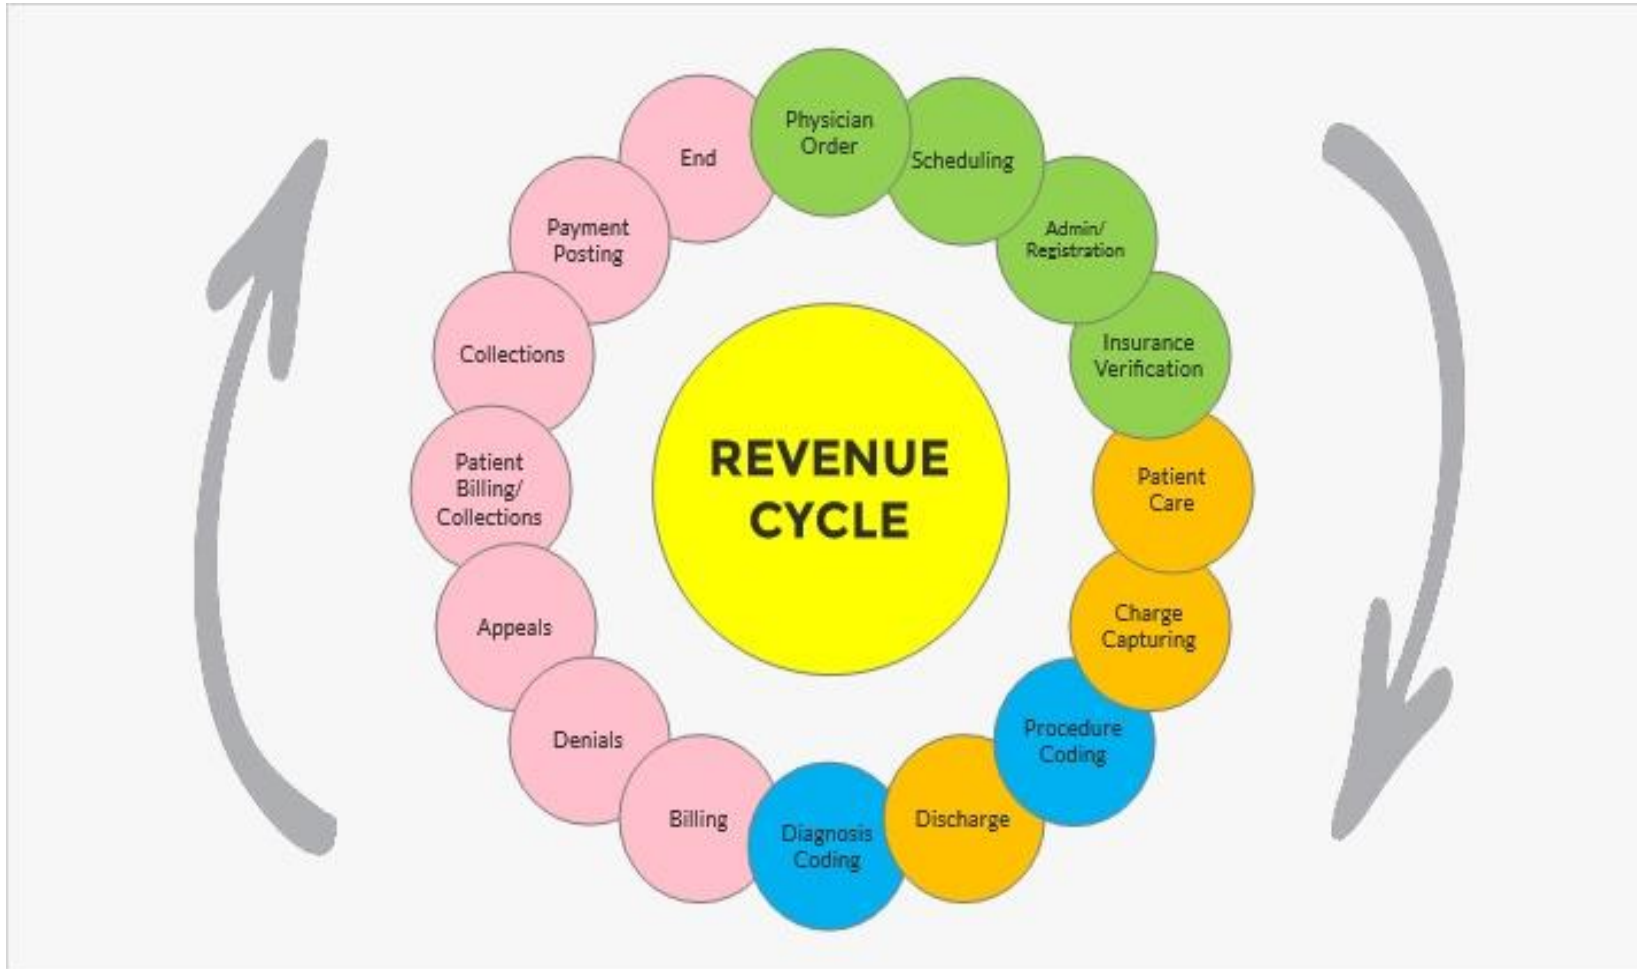 Physician
Order
Scheduling
Admin/
Registration
Insurance
Verification
Patient
Care
Charge
Capturing
Procedure
Coding
Discharge
Diagnosis
Coding
Billing
Denials
Appeals
Patient
Billing/
Collections
Collections
Payment
Posting
End
REVENUE
CYCLE